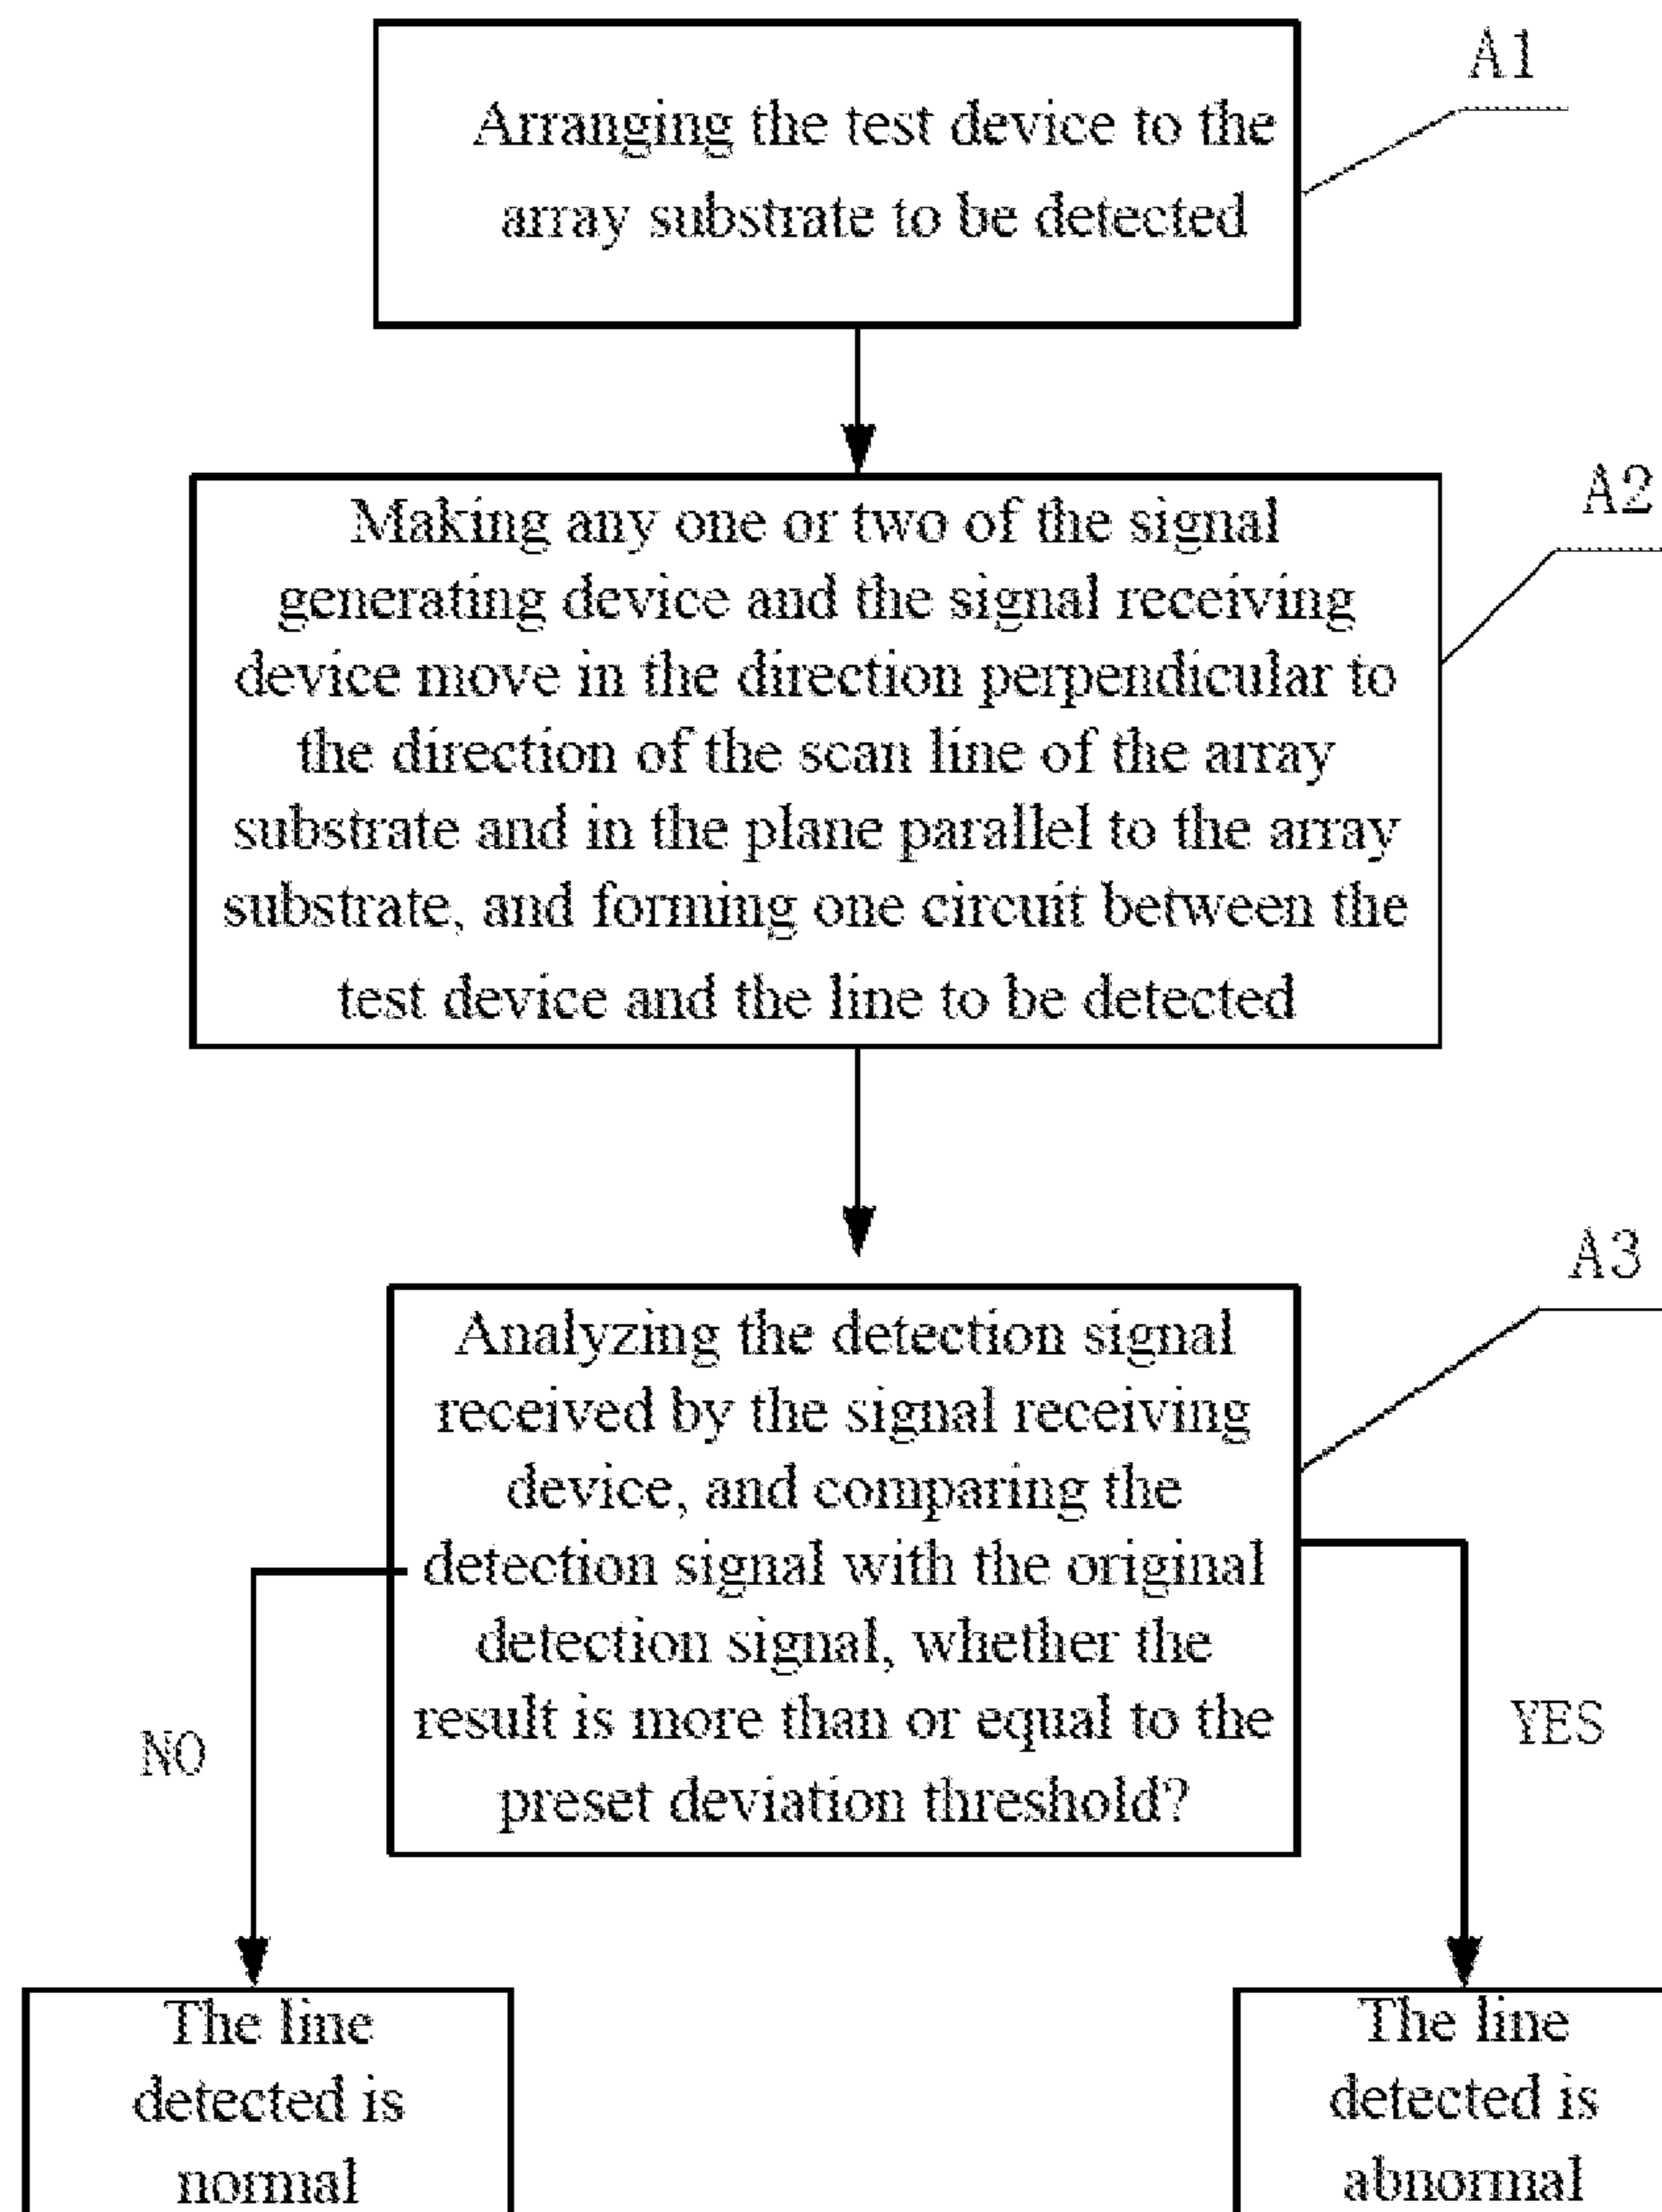 A1
Arranging the test device to the
array substrate to be detected
A2
Making any one or two of the signal
generating device and the signal receiving
device move in the direction perpendicular to
the direction of the scan line of the array
substrate and in the plane parallel to the array
substrate, and forming one circuit between the
test device and the line to be detected
A3
Analyzing the detection signal
received by the signal receiving
device, and comparing the
detection signal with the original
detection signal, whether the
result is more than or equal to the
preset deviation threshold?
NO
YES
The line
detected is
normal
The line
detected is
abnormal